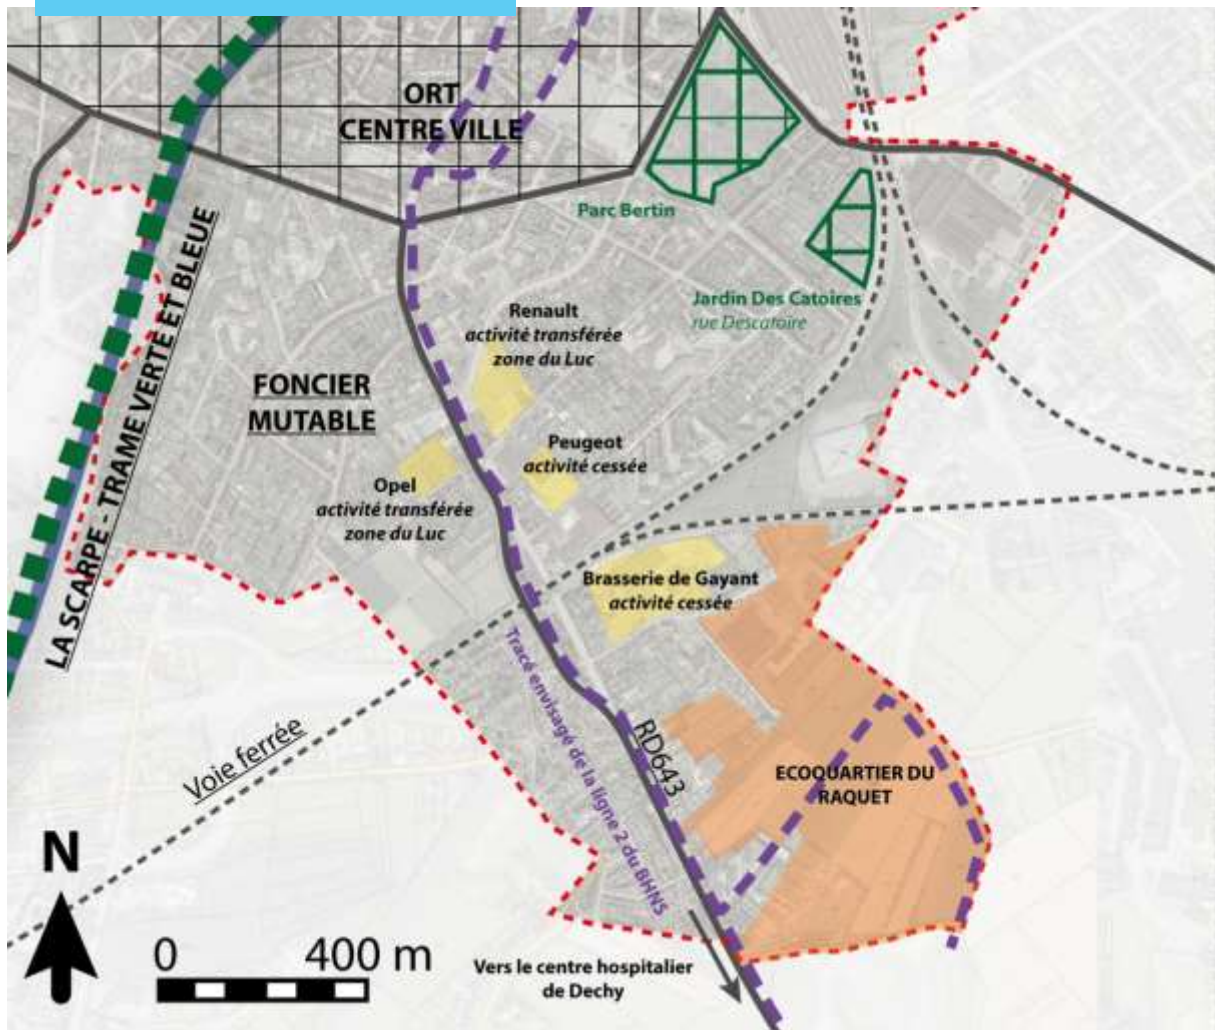 ORT
CENTRE VILLE
Parc Bertin
LA SCARPE - TRAME VERTE ET BLEUE
Jardin Des Catoires
rue Descatoire
Renault
activité transférée
zone du Luc
FONCIER
MUTABLE
Peugeot
activité cessée
Opel
activité transférée
zone du Luc
Brasserie de Gayant
activité cessée
Tracé envisagé de la ligne 2 du BHNS
RD643
Voie ferrée
ECOQUARTIER DU
RAQUET
N
0 400 m
Vers le centre hospitalier
de Dechy